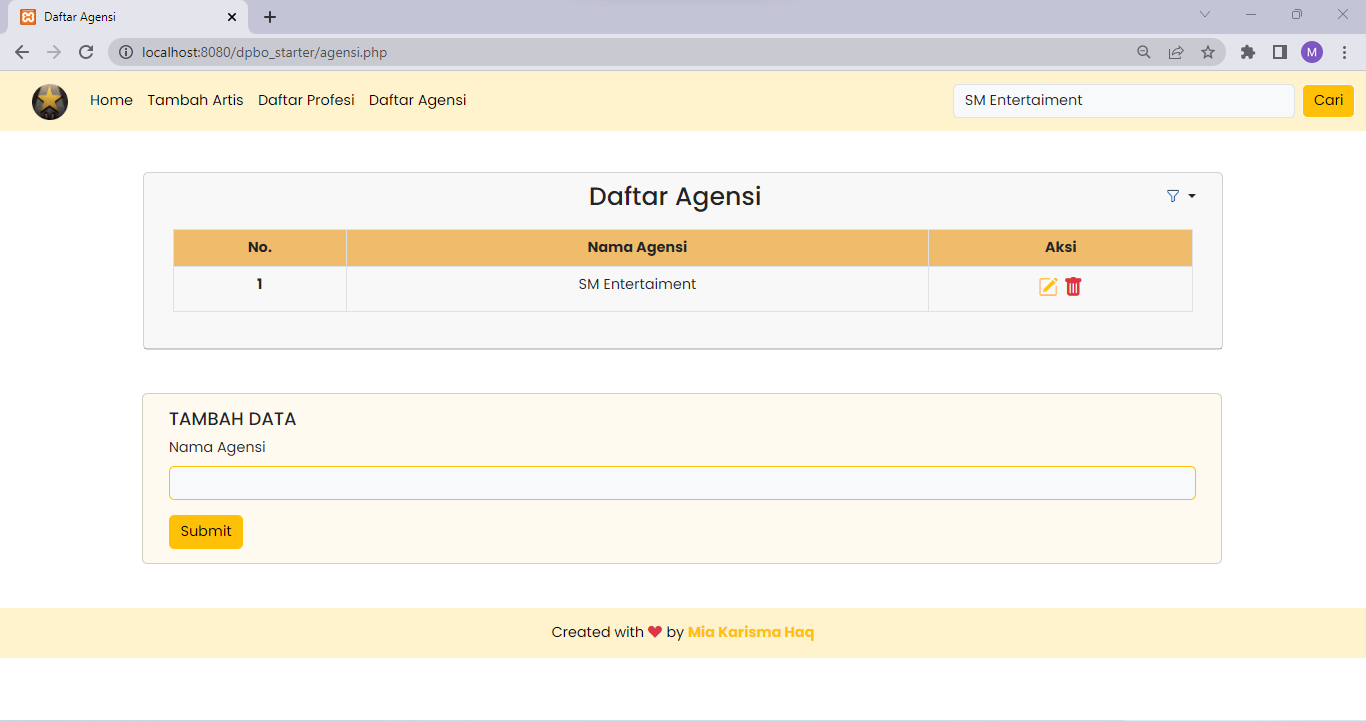 Daftar Agensi
localhost:8080/dpbo_starter/agensi.php
M
Home Tambah Artis Daftar Profesi Daftar Agensi
SM Entertaiment
Cari
Daftar Agensi
No. Nama Agensi Aksi
1 SM Entertaiment
TAMBAH DATA
Nama Agensi
Submit
Created with ❤ by Mia Karisma Haq